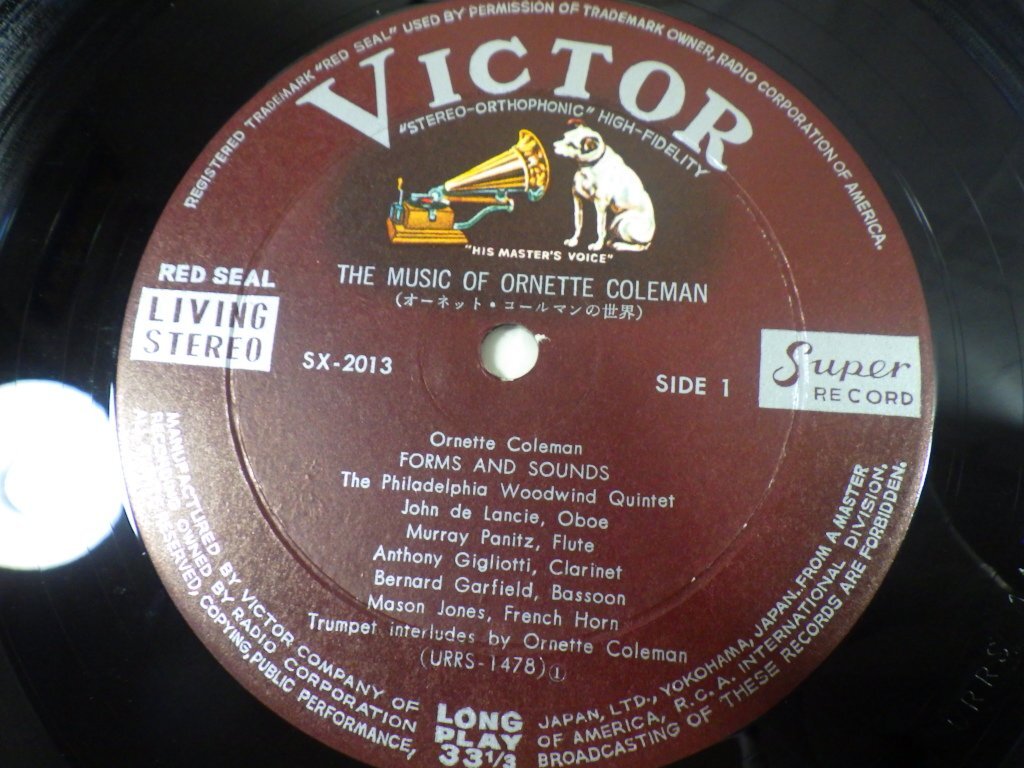 REGISTERED TRADEMARK "RED SEAL" USED BY PERMISSION OF TRADEMARK OWNER, RADIO CORPORATION OF AMERICA.
VICTOR
"STEREO-ORTHOPHONIC" HIGH-FIDELITY
"HIS MASTER'S VOICE"
THE MUSIC OF ORNETTE COLEMAN
(オーネット・コールマンの世界)
RED SEAL
LIVING
STEREO
SX-2013
SIDE 1
Super
RECORD
Ornette Coleman
FORMS AND SOUNDS
The Philadelphia Woodwind Quintet
John de Lancie, Oboe
Murray Panitz, Flute
Anthony Gigliotti, Clarinet
Bernard Garfield, Bassoon
Mason Jones, French Horn
Trumpet interludes by Ornette Coleman
(URRS-1478)①
MANUFACTURED BY VICTOR COMPANY OF JAPAN, LTD., YOKOHAMA, JAPAN. FROM A MASTER
OWNED BY RADIO CORPORATION OF AMERICA, R.C.A. INTERNATIONAL DIVISION,
COPYING, PUBLIC PERFORMANCE, BROADCASTING OF THESE RECORDS ARE FORBIDDEN.
LONG
PLAY
33 1/3
URRS